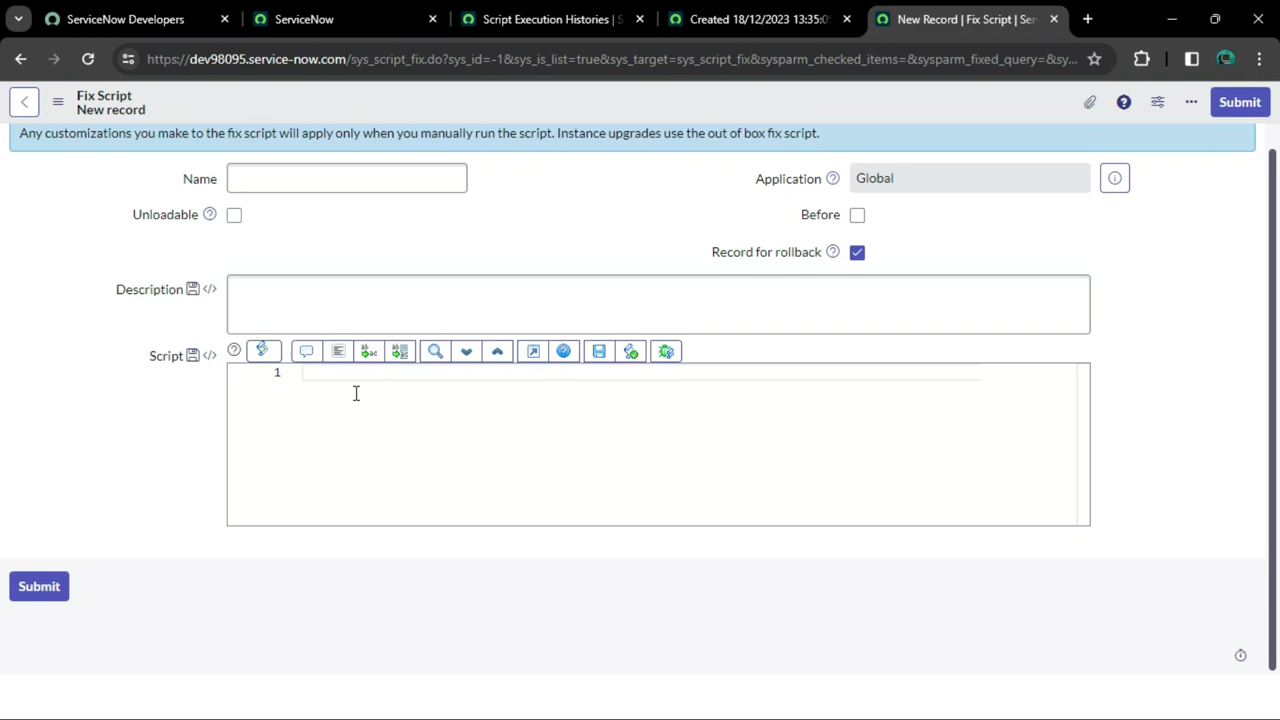 ServiceNow Developers
ServiceNow
Script Execution Histories | S
Created 18/12/2023 13:35:0
New Record | Fix Script | Ser
https://dev98095.service-now.com/sys_script_fix.do?sys_id=-1&sys_is_list=true&sys_target=sys_script_fix&sysparm_checked_items=&sysparm_fixed_query=&sy...
Fix Script
New record
Submit
Any customizations you make to the fix script will apply only when you manually run the script. Instance upgrades use the out of box fix script.
Name
Application
Global
Unloadable
Before
Record for rollback
Description
Script
1
Submit